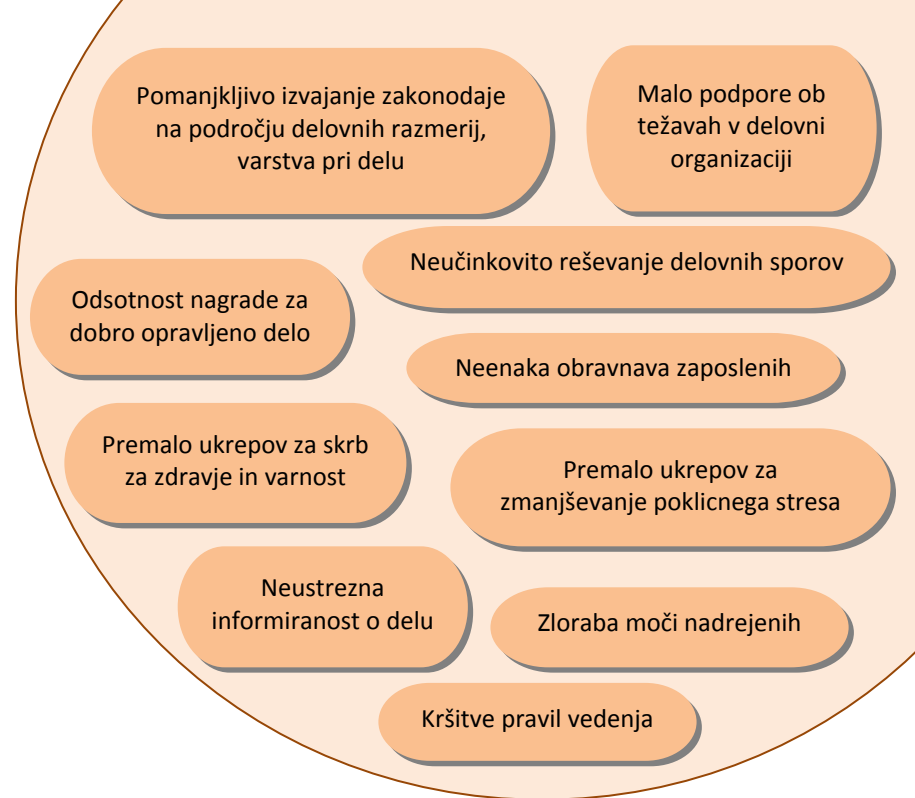 Pomanjkljivo izvajanje zakonodaje
na področju delovnih razmerij,
varstva pri delu
Malo podpore ob
težavah v delovni
organizaciji
Neučinkovito reševanje delovnih sporov
Odsotnost nagrade za
dobro opravljeno delo
Neenaka obravnava zaposlenih
Premalo ukrepov za skrb
za zdravje in varnost
Premalo ukrepov za
zmanjševanje poklicnega stresa
Neustrezna
informiranost o delu
Zloraba moči nadrejenih
Kršitve pravil vedenja